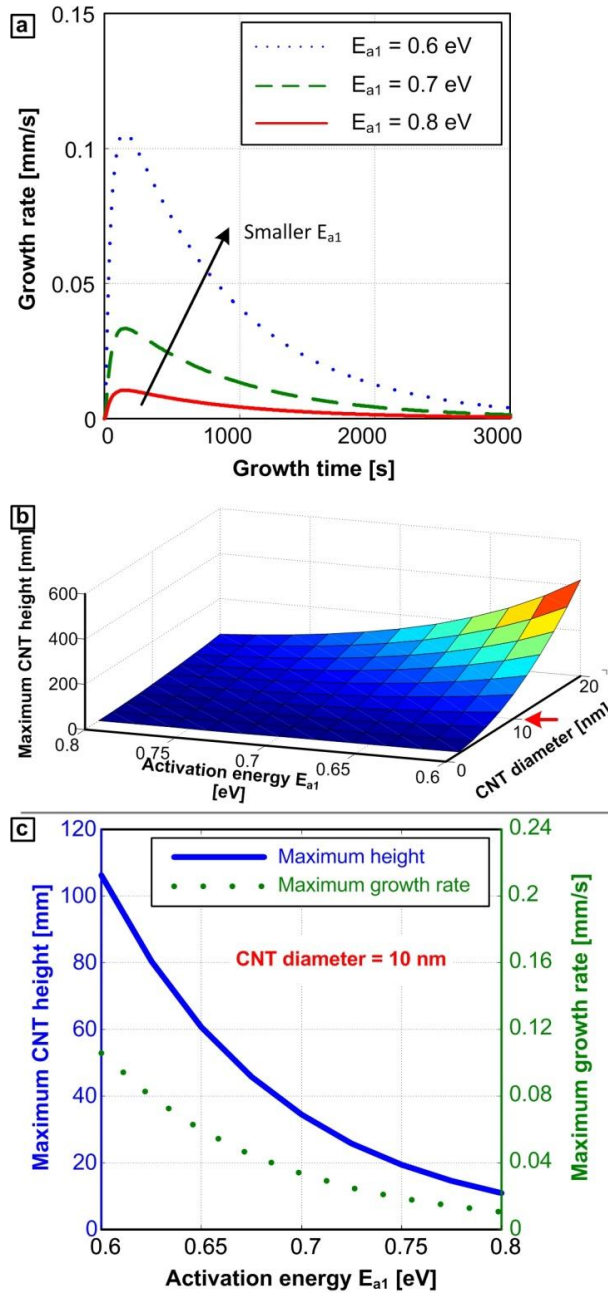 a
0.15
0.1
0.05
0
Growth rate [mm/s]
E_a1 = 0.6 eV
E_a1 = 0.7 eV
E_a1 = 0.8 eV
Smaller E_a1
0 1000 2000 3000
Growth time [s]
b
Maximum CNT height [mm]
600
400
200
0
0.8 0.75 0.7 0.65 0.6
Activation energy E_a1
[eV]
0 10 20
CNT diameter [nm]
c
120
100
80
60
40
20
0
Maximum CNT height [mm]
Maximum height
Maximum growth rate
CNT diameter = 10 nm
0.24
0.2
0.16
0.12
0.08
0.04
0
Maximum growth rate [mm/s]
0.6 0.65 0.7 0.75 0.8
Activation energy E_a1 [eV]